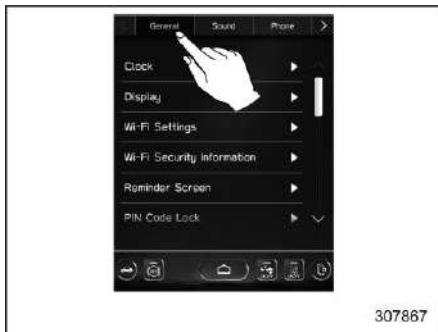 General Sound Phone
Clock
Display
Wi-Fi Settings
Wi-Fi Security Information
Reminder Screen
PIN Code Lock
307867